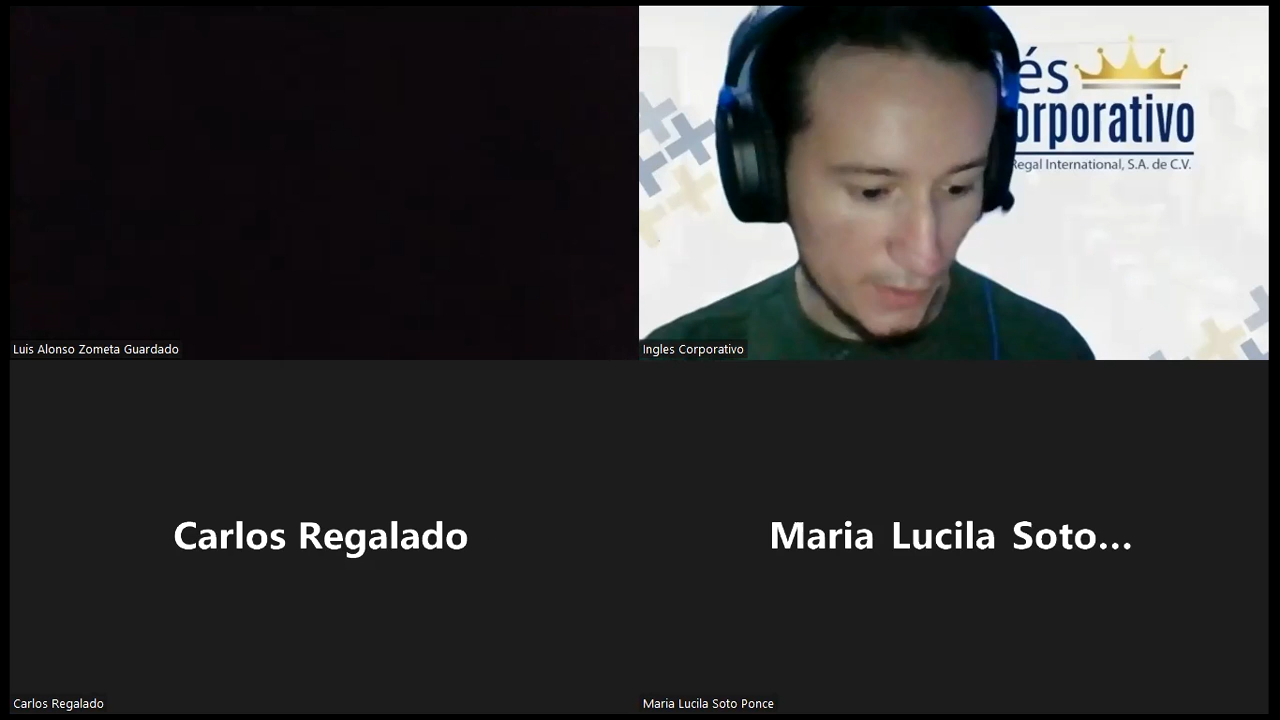 és
orporativo
Regal International, S.A. de C.V.
Luis Alonso Zometa Guardado
Ingles Corporativo
Carlos Regalado
Maria Lucila Soto...
Carlos Regalado
Maria Lucila Soto Ponce